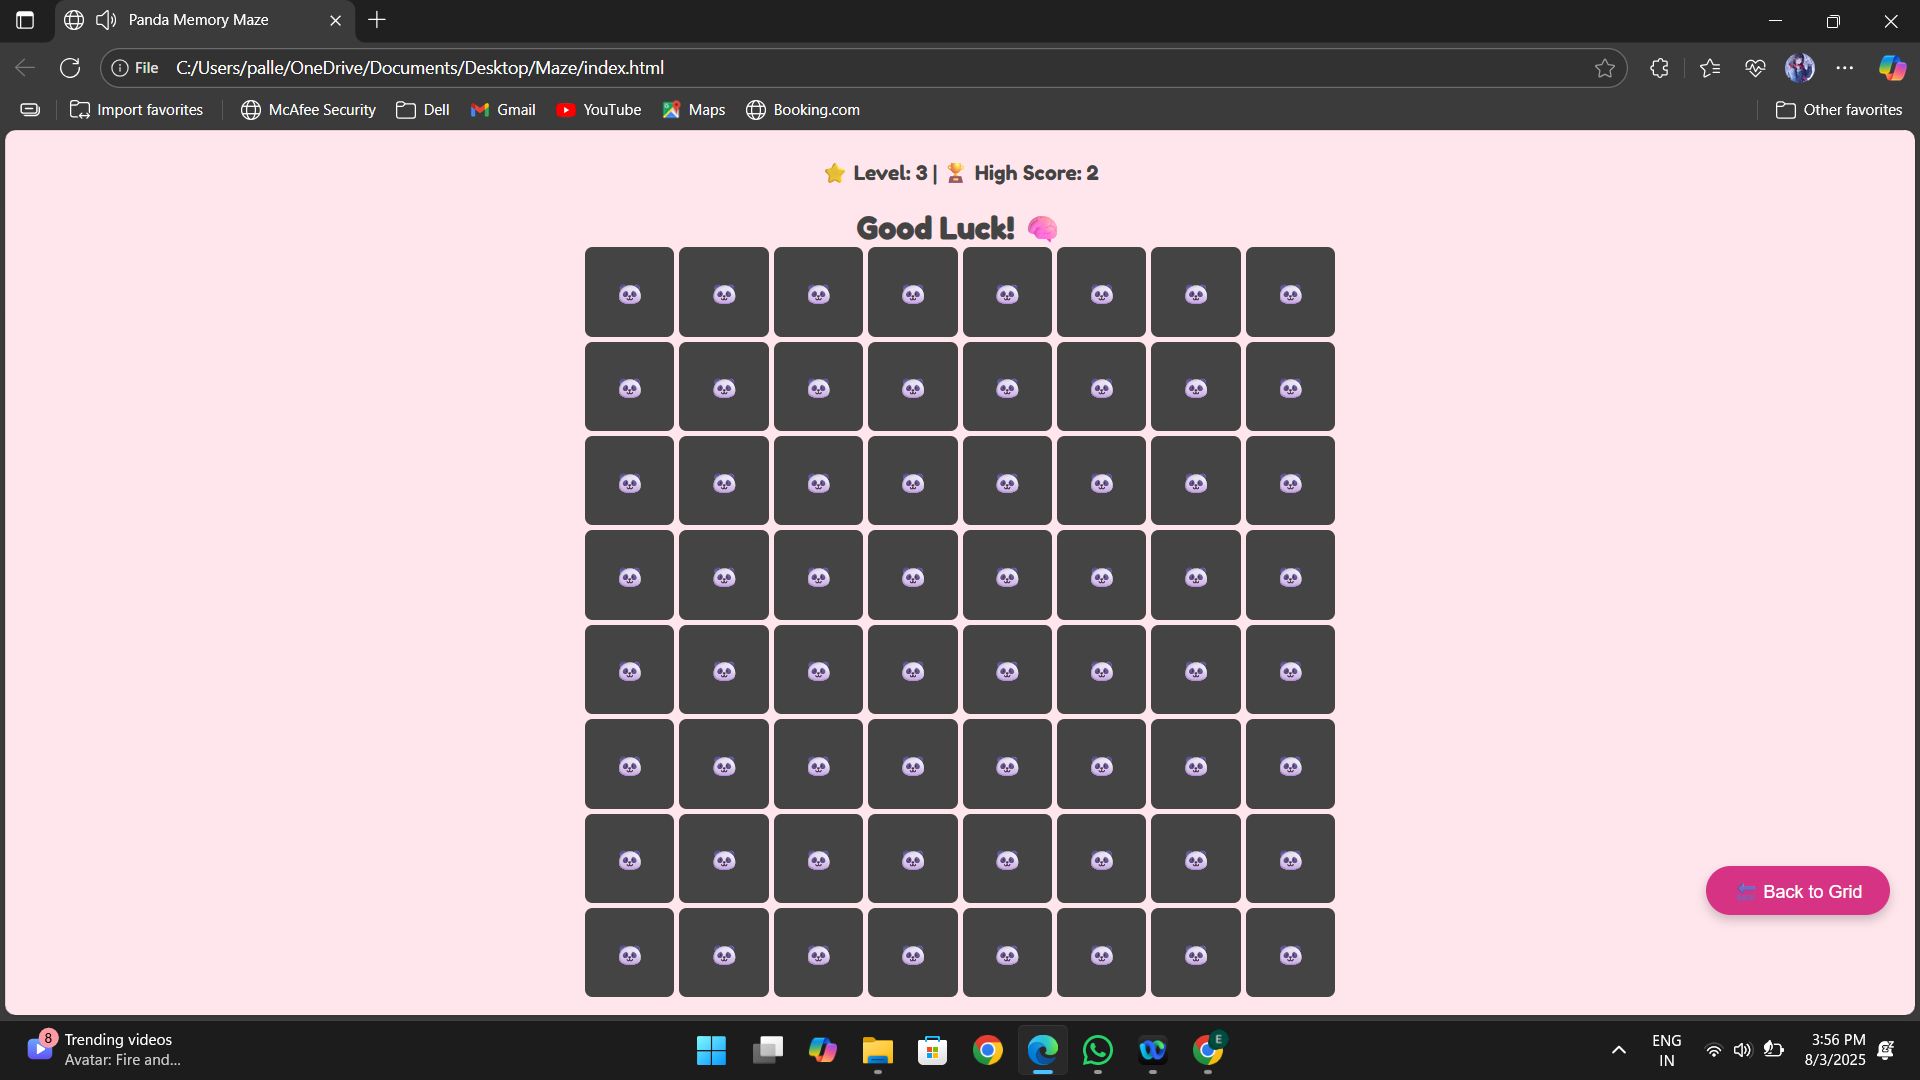 Panda Memory Maze
File C:/Users/palle/OneDrive/Documents/Desktop/Maze/index.html
Import favorites McAfee Security Dell Gmail YouTube Maps Booking.com Other favorites
Level: 3 | High Score: 2
Good Luck!
Back to Grid
8 Trending videos
Avatar: Fire and...
E
ENG
IN
3:56 PM
8/3/2025